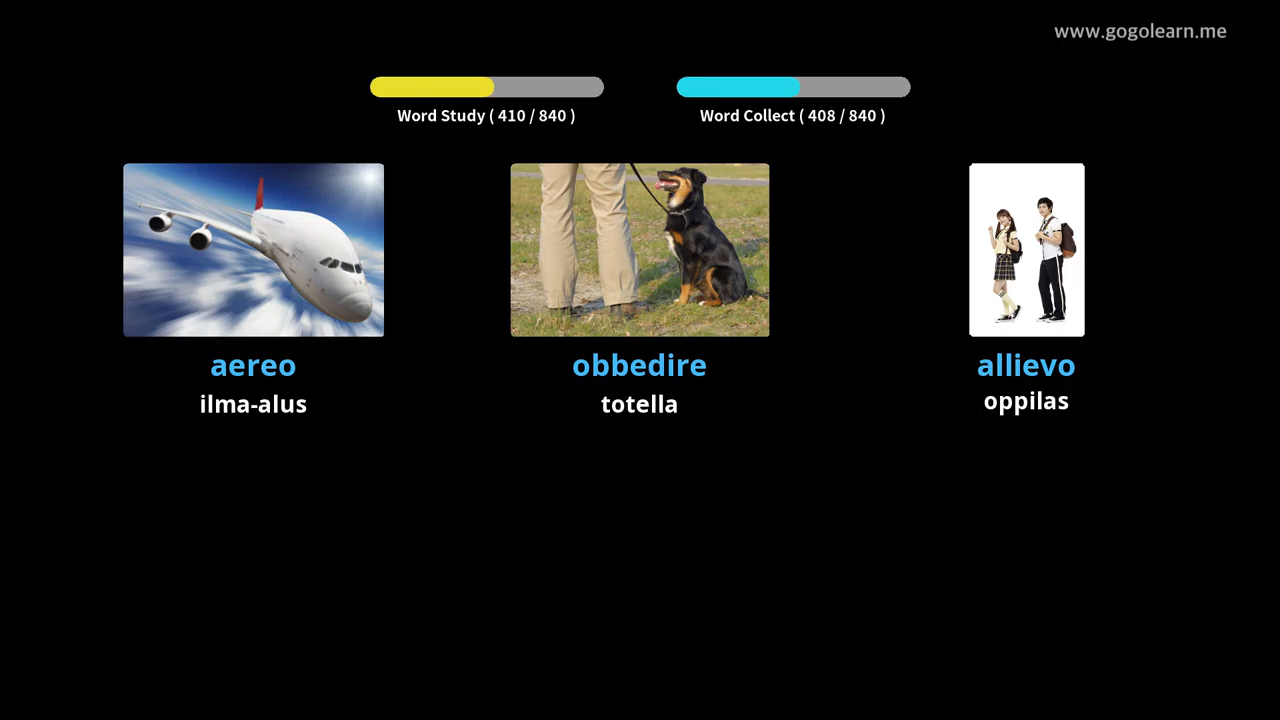 www.gogolearn.me
Word Study ( 410 / 840 )
Word Collect ( 408 / 840 )
aereo
ilma-alus
obbedire
totella
allievo
oppilas